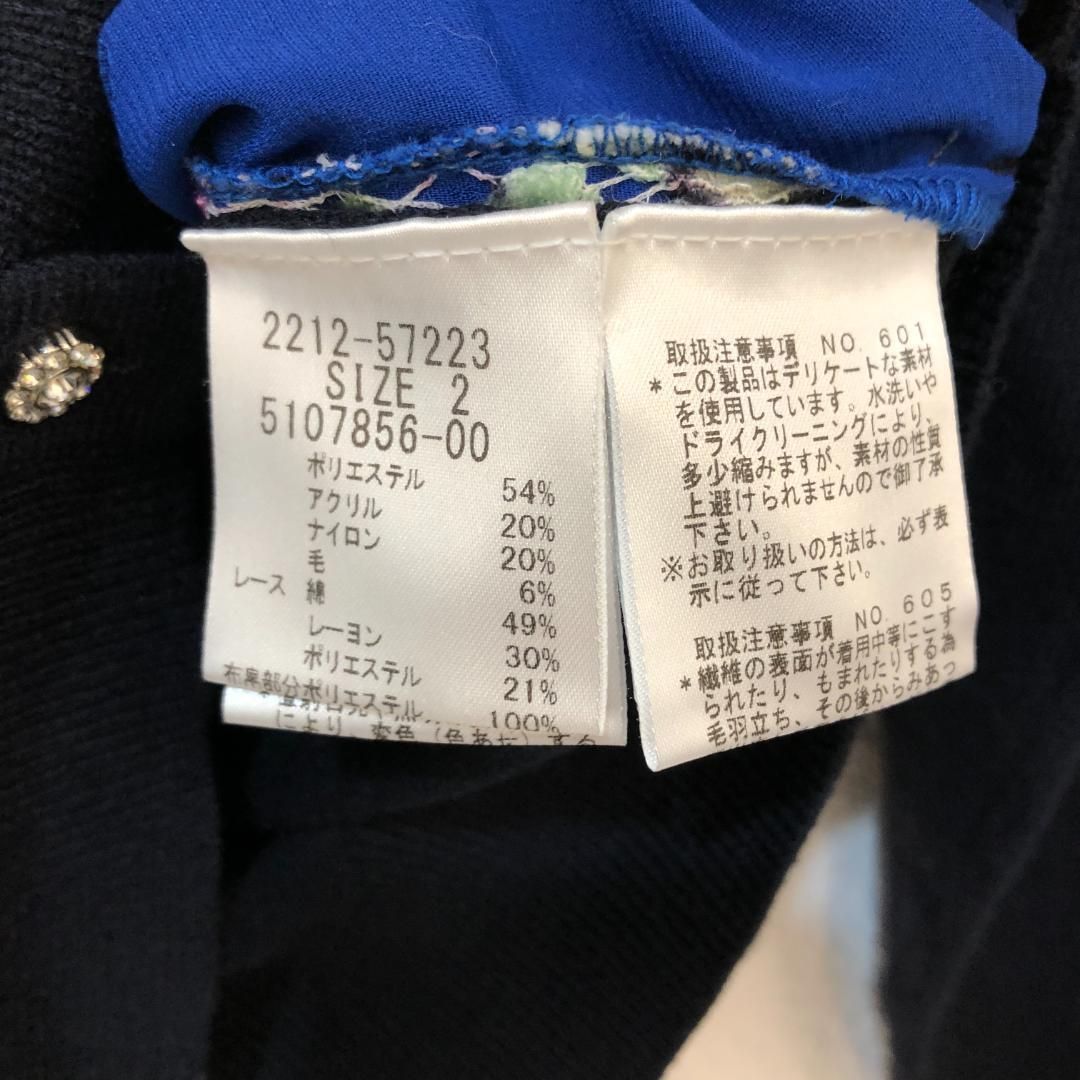 2212-57223
SIZE 2
5107856-00
ポリエステル 54%
アクリル 20%
ナイロン 20%
毛 6%
レース 綿 49%
レーヨン 30%
ポリエステル 21%
布帛部分ポリエステル 100%
により、変色(色あせ)する
取扱注意事項 NO. 601
*この製品はデリケートな素材
を使用しています。水洗いや
ドライクリーニングにより、
多少縮みますが、素材の性質
上避けられませんので御了承
下さい。
※お取り扱いの方法は、必ず表
示に従って下さい。
取扱注意事項 NO. 605
*繊維の表面が着用中等にこす
られたり、もまれたりする為
毛羽立ち、その後からみあっ